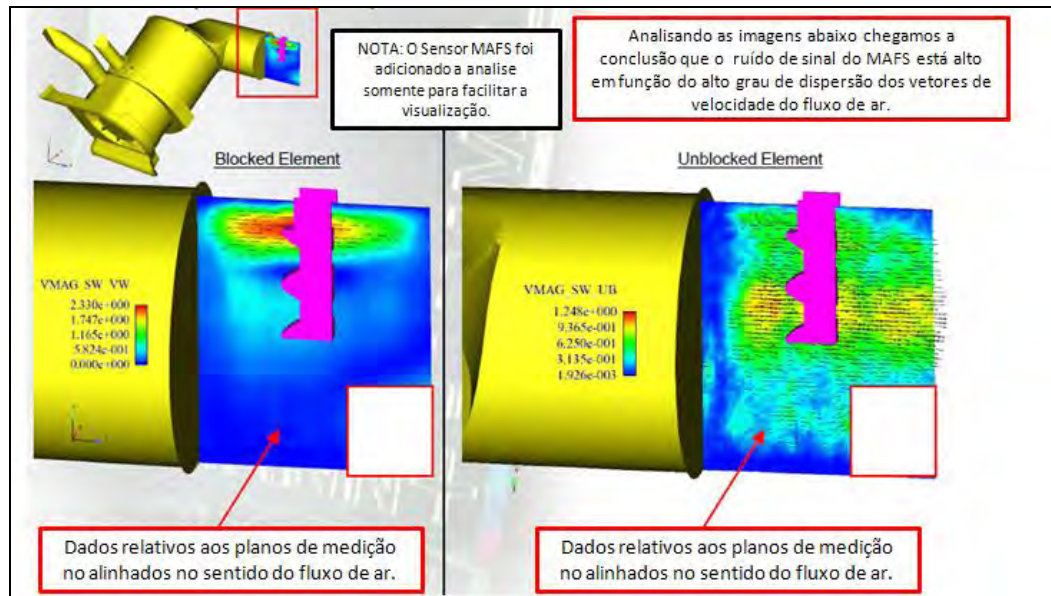 NOTA: O Sensor MAFS foi
adicionado a analise
somente para facilitar a
visualização.
Analisando as imagens abaixo chegamos a
conclusão que o ruído de sinal do MAFS está alto
em função do alto grau de dispersão dos vetores de
velocidade do fluxo de ar.
Blocked Element
Unblocked Element
VMAG SW VW
2.330e+000
1.747e+000
1.165e+000
5.824e-001
0.000e+000
VMAG SW UB
1.248e+000
9.365e-001
6.250e-001
3.135e-001
1.926e-003
Dados relativos aos planos de medição
no alinhados no sentido do fluxo de ar.
Dados relativos aos planos de medição
no alinhados no sentido do fluxo de ar.